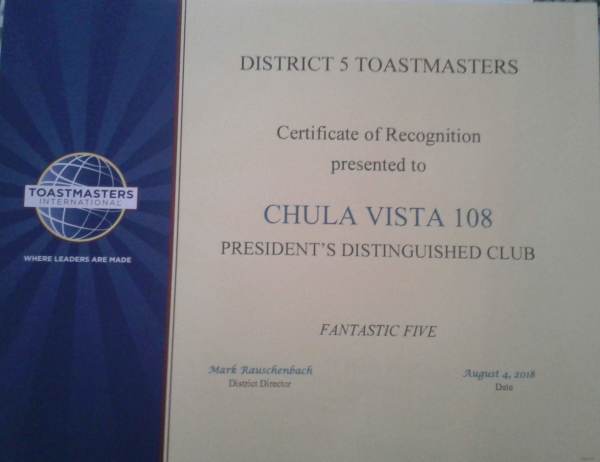 DISTRICT 5 TOASTMASTERS
Certificate of Recognition
presented to
CHULA VISTA 108
PRESIDENT'S DISTINGUISHED CLUB
FANTASTIC FIVE
Mark Rauschenbach
District Director
August 4, 2018
Date
TOASTMASTERS
INTERNATIONAL
WHERE LEADERS ARE MADE